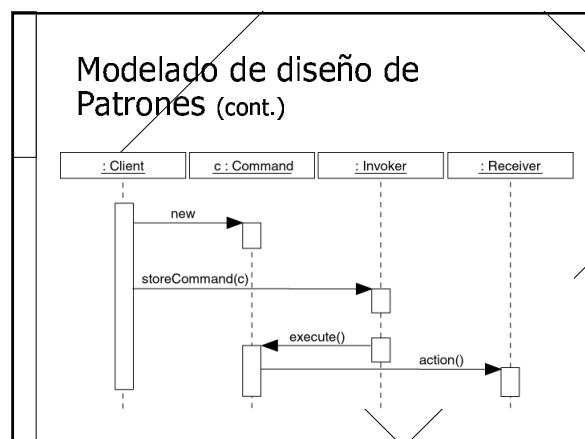 Modelado de diseño de
Patrones (cont.)
: Client
c : Command
: Invoker
: Receiver
new
storeCommand(c)
execute()
action()